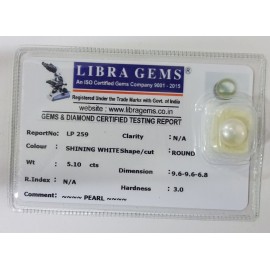 LIBRA GEMS®
An ISO Certified Gems Company 9001 - 2015
Registered Under the Trade Marks with Govt. of India
website : www.libragems.co.in
GEMS & DIAMOND CERTIFIED TESTING REPORT
ReportNo: LP 259 Clarity : N/A
Colour : SHINING WHITE Shape/cut : ROUND
Wt : 5.10 cts Dimension : 9.6-9.6-6.8
R.Index : N/A Hardness : 3.0
Comment : ~~~~ PEARL ~~~~